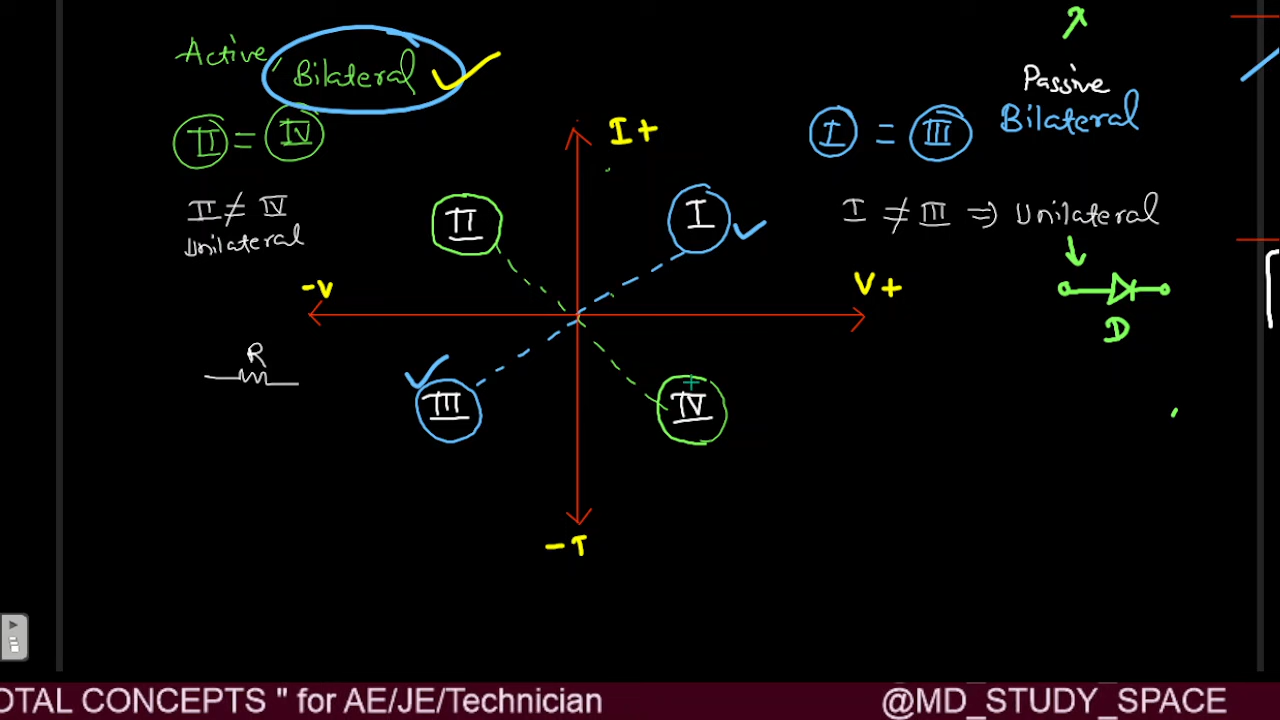 Active, Bilateral
II = IV
II ≠ IV
Unilateral
R
I+
-V
V+
II
I
III
IV
-I
Passive
Bilateral
I = III
I ≠ III ⇒ Unilateral
D
OTAL CONCEPTS " for AE/JE/Technician
@MD_STUDY_SPACE